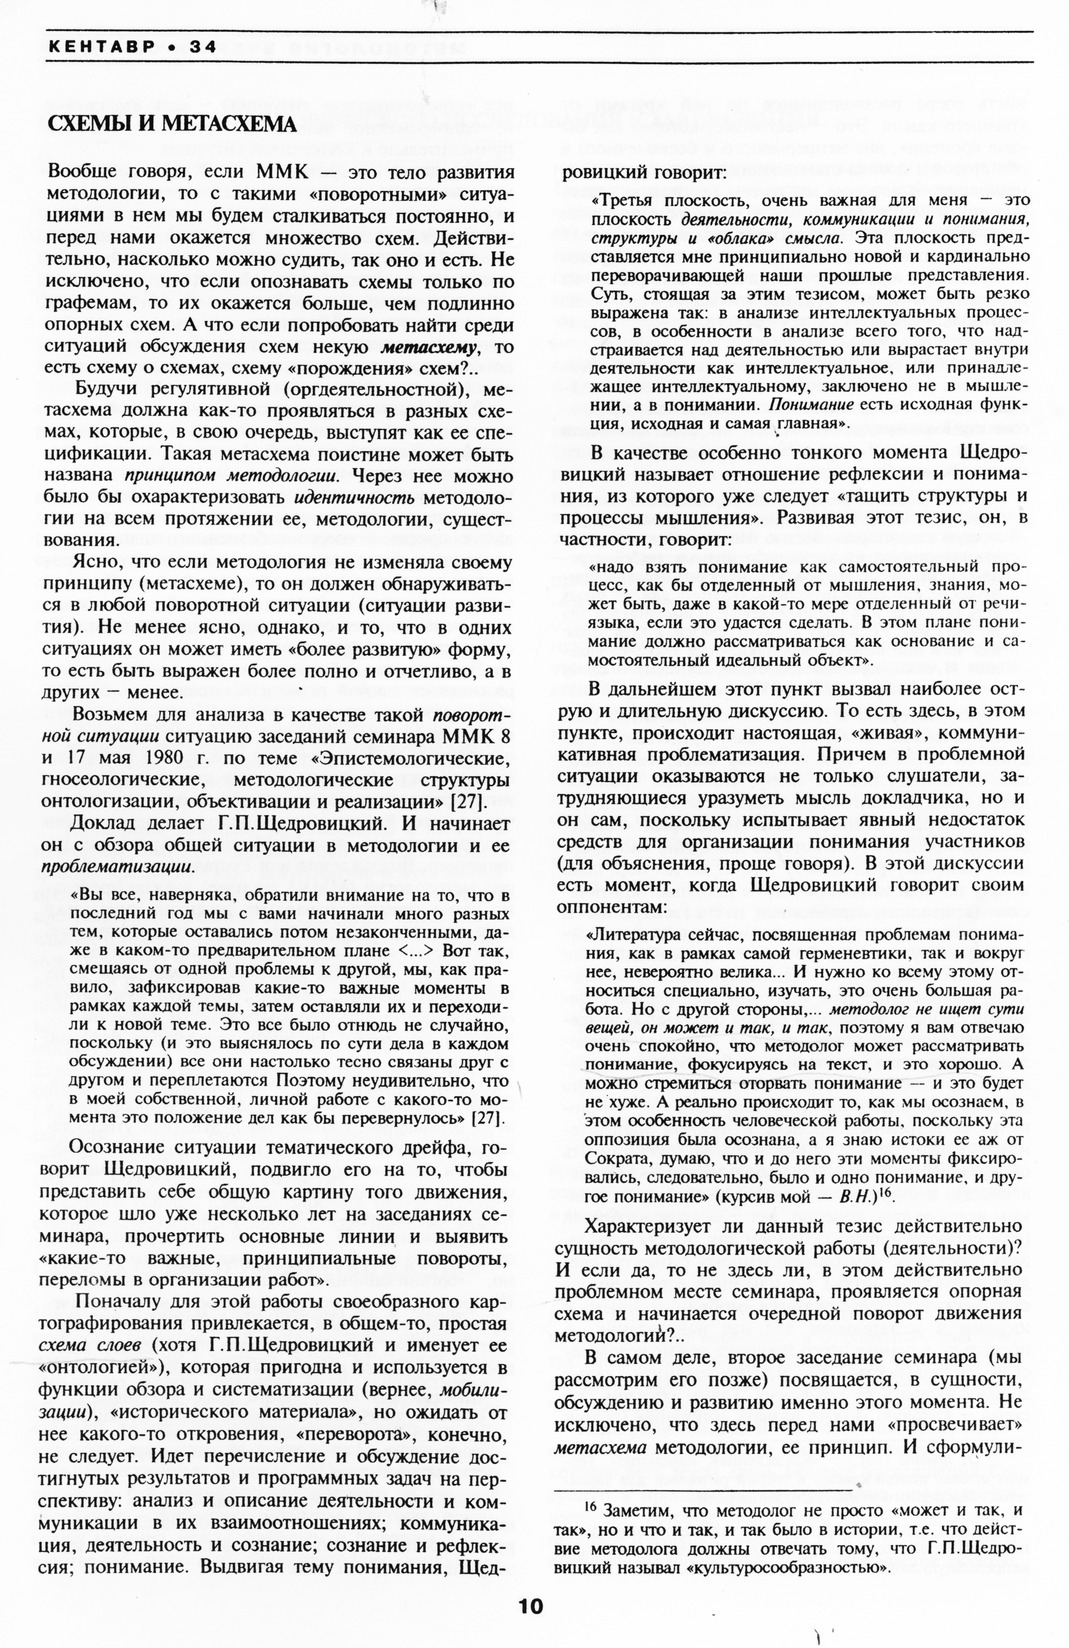 КЕНТАВР • 34
СХЕМЫ И МЕТАСХЕМА
Вообще говоря, если ММК — это тело развития
методологии, то с такими «поворотными» ситуа-
циями в нем мы будем сталкиваться постоянно, и
перед нами окажется множество схем. Действи-
тельно, насколько можно судить, так оно и есть. Не
исключено, что если опознавать схемы только по
графемам, то их окажется больше, чем подлинно
опорных схем. А что если попробовать найти среди
ситуаций обсуждения схем некую метасхему, то
есть схему о схемах, схему «порождения» схем?..
Будучи регулятивной (оргдеятельностной), ме-
тасхема должна как-то проявляться в разных схе-
мах, которые, в свою очередь, выступят как ее спе-
цификации. Такая метасхема поистине может быть
названа принципом методологии. Через нее можно
было бы охарактеризовать идентичность методоло-
гии на всем протяжении ее, методологии, сущест-
вования.
Ясно, что если методология не изменяла своему
принципу (метасхеме), то он должен обнаруживать-
ся в любой поворотной ситуации (ситуации разви-
тия). Не менее ясно, однако, и то, что в одних
ситуациях он может иметь «более развитую» форму,
то есть быть выражен более полно и отчетливо, а в
других — менее.
Возьмем для анализа в качестве такой поворот-
ной ситуации ситуацию заседаний семинара ММК 8
и 17 мая 1980 г. по теме «Эпистемологические,
гносеологические, методологические структуры
онтологизации, объективации и реализации» [27].
Доклад делает Г.П.Щедровицкий. И начинает
он с обзора общей ситуации в методологии и ее
проблематизации.
«Вы все, наверняка, обратили внимание на то, что в
последний год мы с вами начинали много разных
тем, которые оставались потом незаконченными, да-
же в каком-то предварительном плане <...> Вот так,
смещаясь от одной проблемы к другой, мы, как пра-
вило, зафиксировав какие-то важные моменты в
рамках каждой темы, затем оставляли их и переходи-
ли к новой теме. Это все было отнюдь не случайно,
поскольку (и это выяснялось по сути дела в каждом
обсуждении) все они настолько тесно связаны друг с
другом и переплетаются Поэтому неудивительно, что
в моей собственной, личной работе с какого-то мо-
мента это положение дел как бы перевернулось» [27].
Осознание ситуации тематического дрейфа, го-
ворит Щедровицкий, подвигло его на то, чтобы
представить себе общую картину того движения,
которое шло уже несколько лет на заседаниях се-
минара, прочертить основные линии и выявить
«какие-то важные, принципиальные повороты,
переломы в организации работ».
Поначалу для этой работы своеобразного кар-
тографирования привлекается, в общем-то, простая
схема слоев (хотя Г.П.Щедровицкий и именует ее
«онтологией»), которая пригодна и используется в
функции обзора и систематизации (вернее, мобили-
зации), «исторического материала», но ожидать от
нее какого-то откровения, «переворота», конечно,
не следует. Идет перечисление и обсуждение дос-
тигнутых результатов и программных задач на пер-
спективу: анализ и описание деятельности и ком-
муникации в их взаимоотношениях; коммуника-
ция, деятельность и сознание; сознание и рефлек-
сия; понимание. Выдвигая тему понимания, Щед-
ровицкий говорит:
«Третья плоскость, очень важная для меня — это
плоскость деятельности, коммуникации и понимания,
структуры и «облака» смысла. Эта плоскость пред-
ставляется мне принципиально новой и кардинально
переворачивающей наши прошлые представления.
Суть, стоящая за этим тезисом, может быть резко
выражена так: в анализе интеллектуальных процес-
сов, в особенности в анализе всего того, что над-
страивается над деятельностью или вырастает внутри
деятельности как интеллектуальное, или принадле-
жащее интеллектуальному, заключено не в мышле-
нии, а в понимании. Понимание есть исходная функ-
ция, исходная и самая главная».
В качестве особенно тонкого момента Щедро-
вицкий называет отношение рефлексии и понима-
ния, из которого уже следует «тащить структуры и
процессы мышления». Развивая этот тезис, он, в
частности, говорит:
«надо взять понимание как самостоятельный про-
цесс, как бы отделенный от мышления, знания, мо-
жет быть, даже в какой-то мере отделенный от речи-
языка, если это удастся сделать. В этом плане пони-
мание должно рассматриваться как основание и са-
мостоятельный идеальный объект».
В дальнейшем этот пункт вызвал наиболее ост-
рую и длительную дискуссию. То есть здесь, в этом
пункте, происходит настоящая, «живая», коммуни-
кативная проблематизация. Причем в проблемной
ситуации оказываются не только слушатели, за-
трудняющиеся уразуметь мысль докладчика, но и
он сам, поскольку испытывает явный недостаток
средств для организации понимания участников
(для объяснения, проще говоря). В этой дискуссии
есть момент, когда Щедровицкий говорит своим
оппонентам:
«Литература сейчас, посвященная проблемам понима-
ния, как в рамках самой герменевтики, так и вокруг
нее, невероятно велика... И нужно ко всему этому от-
носиться специально, изучать, это очень большая ра-
бота. Но с другой стороны,... методолог не ищет сути
вещей, он может и так, и так, поэтому я вам отвечаю
очень спокойно, что методолог может рассматривать
понимание, фокусируясь на текст, и это хорошо. А
можно стремиться оторвать понимание — и это будет
не хуже. А реально происходит то, как мы осознаем, в
этом особенность человеческой работы, поскольку эта
оппозиция была осознана, а я знаю истоки ее аж от
Сократа, думаю, что и до него эти моменты фиксиро-
вались, следовательно, было и одно понимание, и дру-
гое понимание» (курсив мой — В.Н.)¹⁶.
Характеризует ли данный тезис действительно
сущность методологической работы (деятельности)?
И если да, то не здесь ли, в этом действительно
проблемном месте семинара, проявляется опорная
схема и начинается очередной поворот движения
методологий?..
В самом деле, второе заседание семинара (мы
рассмотрим его позже) посвящается, в сущности,
обсуждению и развитию именно этого момента. Не
исключено, что здесь перед нами «просвечивает»
метасхема методологии, ее принцип. И сформули-
¹⁶ Заметим, что методолог не просто «может и так, и
так», но и что и так, и так было в истории, т.е. что дейст-
вие методолога должны отвечать тому, что Г.П.Щедро-
вицкий называл «культуросообразностью».
10